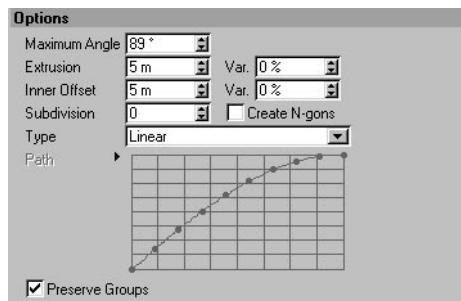 Options
Maximum Angle 89 °
Extrusion 5 m Var. 0 %
Inner Offset 5 m Var. 0 %
Subdivision 0 Create N-gons
Type Linear
Path
Preserve Groups